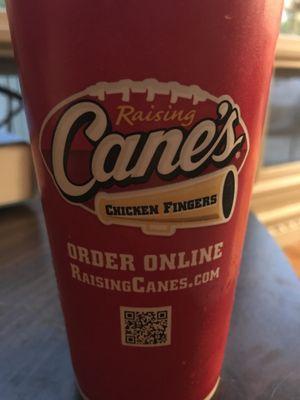 Raising
Cane's
CHICKEN FINGERS
ORDER ONLINE
RAISINGCANES.COM